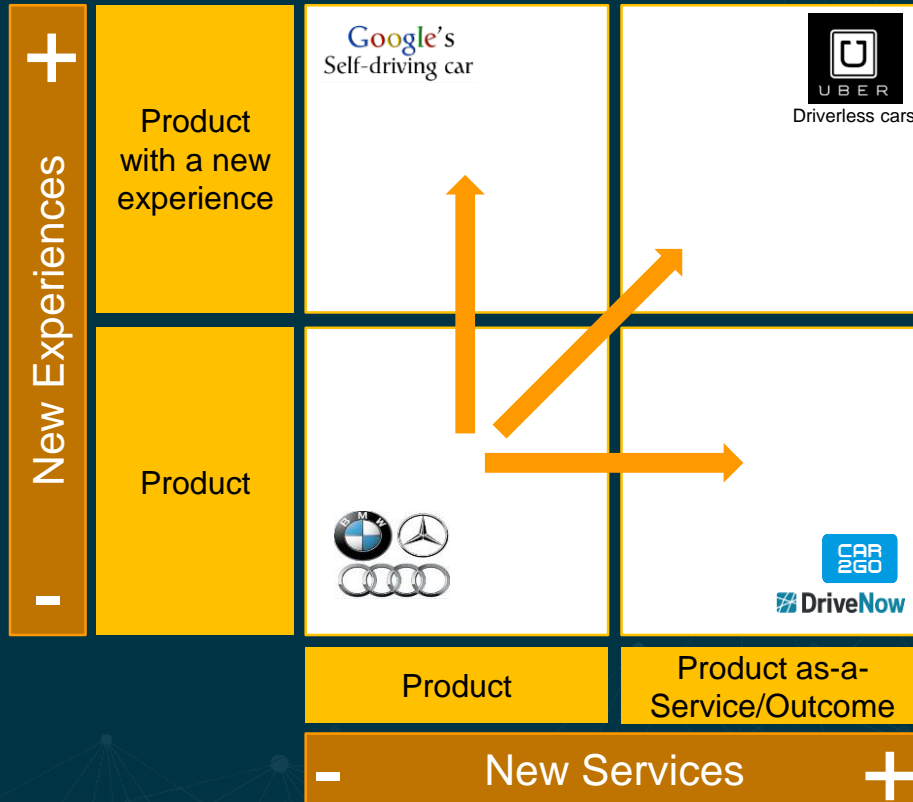 +
New Experiences
-
Product
with a new
experience
Product
Google's
Self-driving car
U
UBER
Driverless cars
BMW
CAR
2GO
DriveNow
Product
Product as-a-
Service/Outcome
-
New Services
+